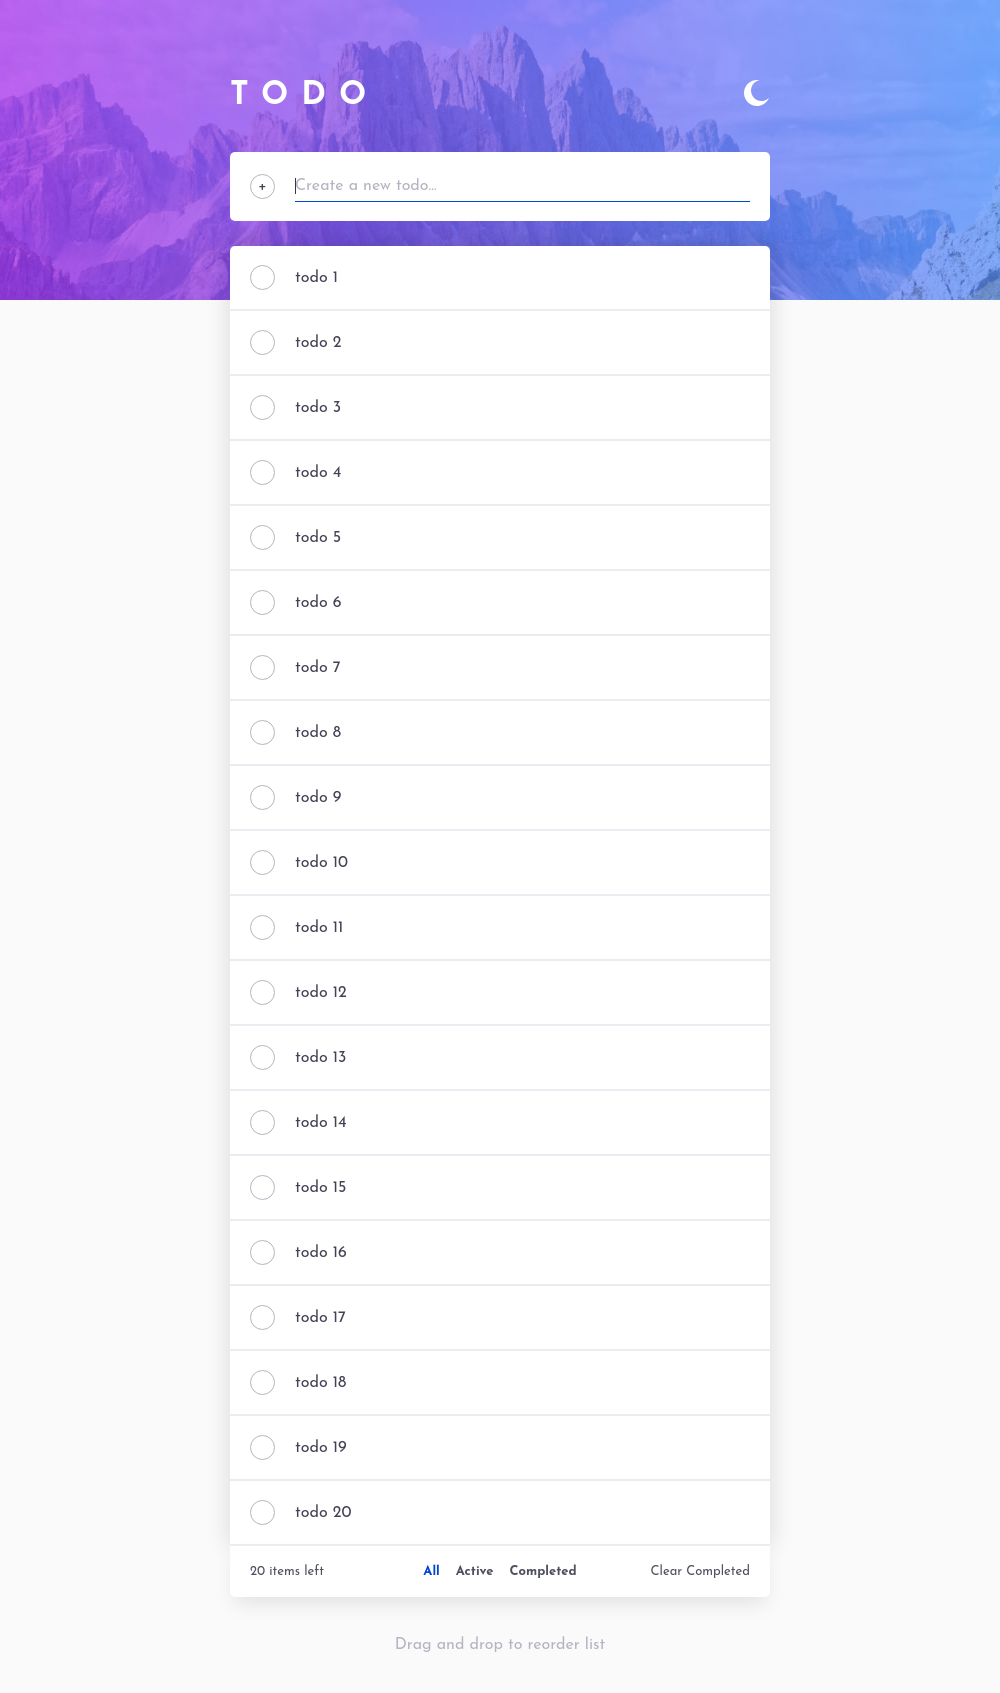 TODO
+
Create a new todo...
todo 1
todo 2
todo 3
todo 4
todo 5
todo 6
todo 7
todo 8
todo 9
todo 10
todo 11
todo 12
todo 13
todo 14
todo 15
todo 16
todo 17
todo 18
todo 19
todo 20
20 items left All Active Completed Clear Completed
Drag and drop to reorder list